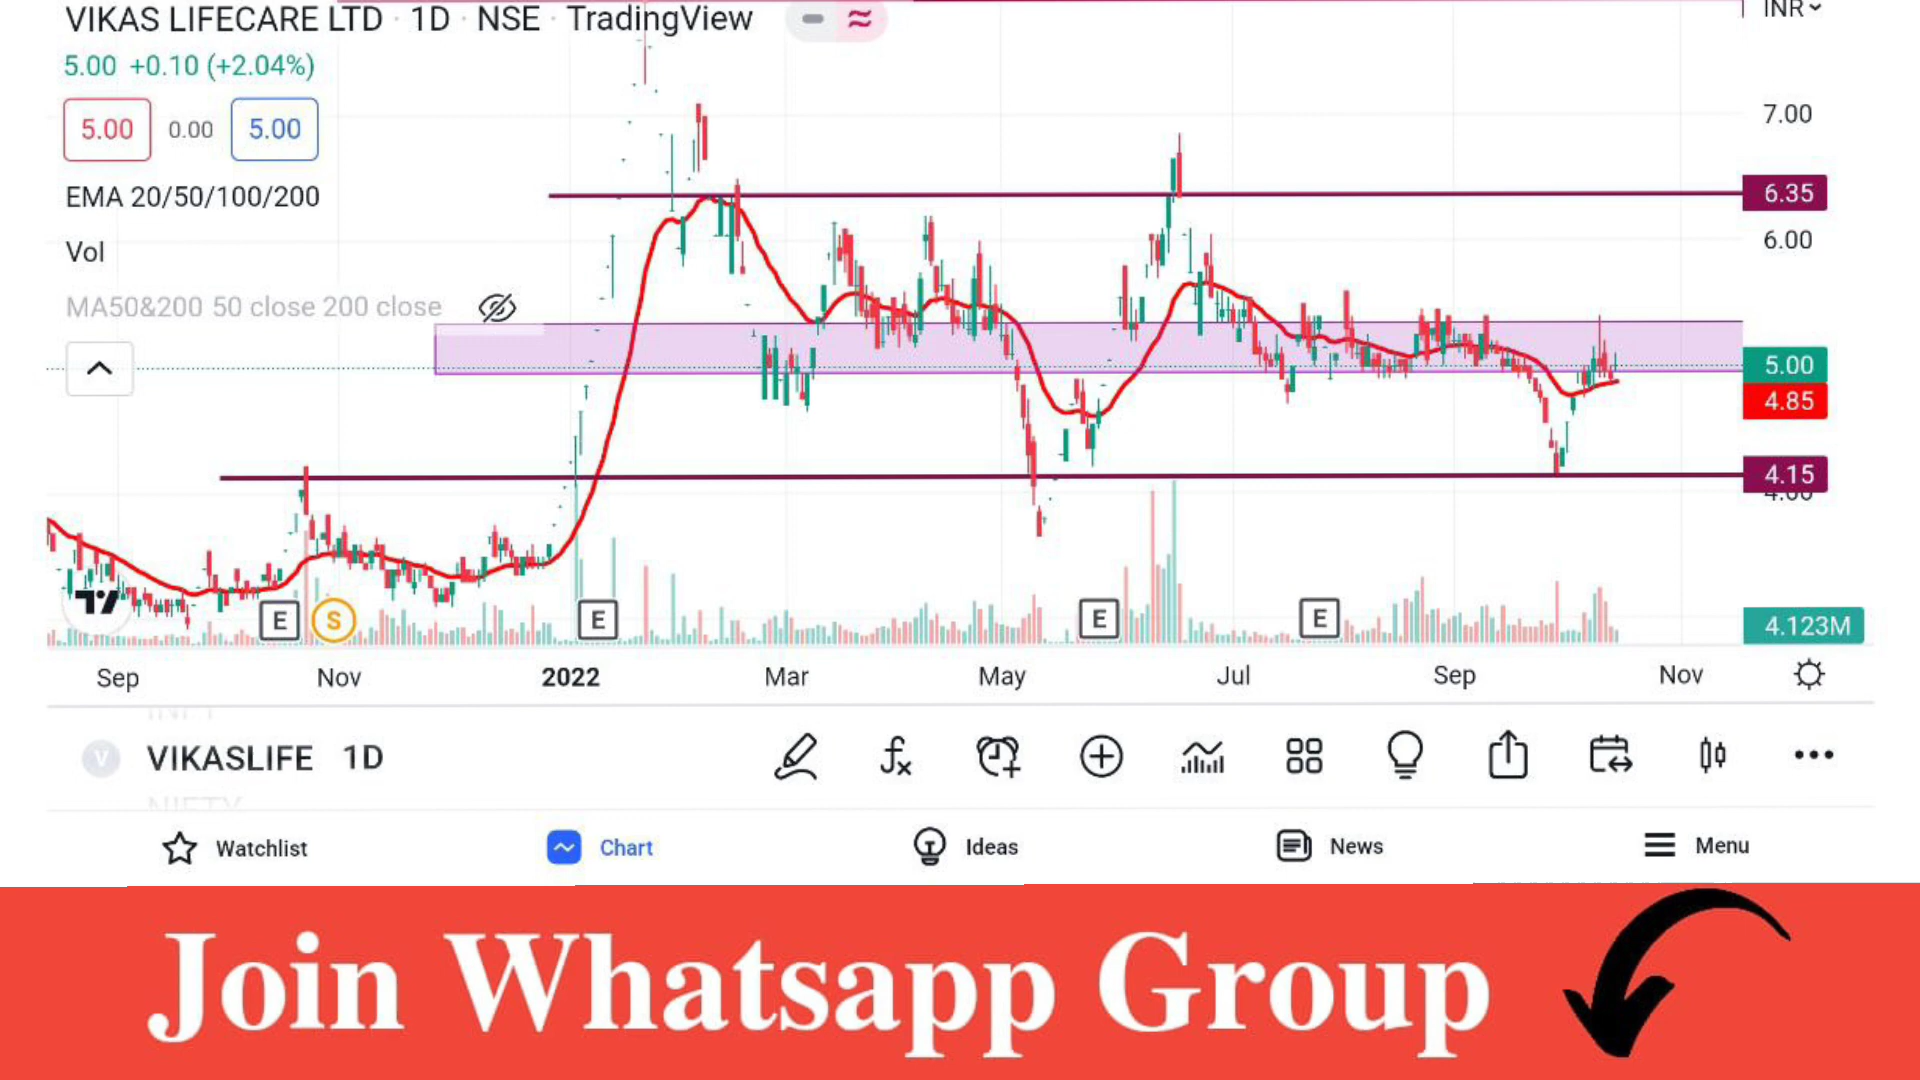 VIKAS LIFECARE LTD · 1D · NSE · TradingView
INR
5.00 +0.10 (+2.04%)
5.00 0.00 5.00
7.00
EMA 20/50/100/200
6.35
6.00
Vol
MA50&200 50 close 200 close
5.00
4.85
4.15
4.00
E S E E E
4.123M
Sep Nov 2022 Mar May Jul Sep Nov
V VIKASLIFE 1D
NIFTY
Watchlist Chart Ideas News Menu
Join Whatsapp Group